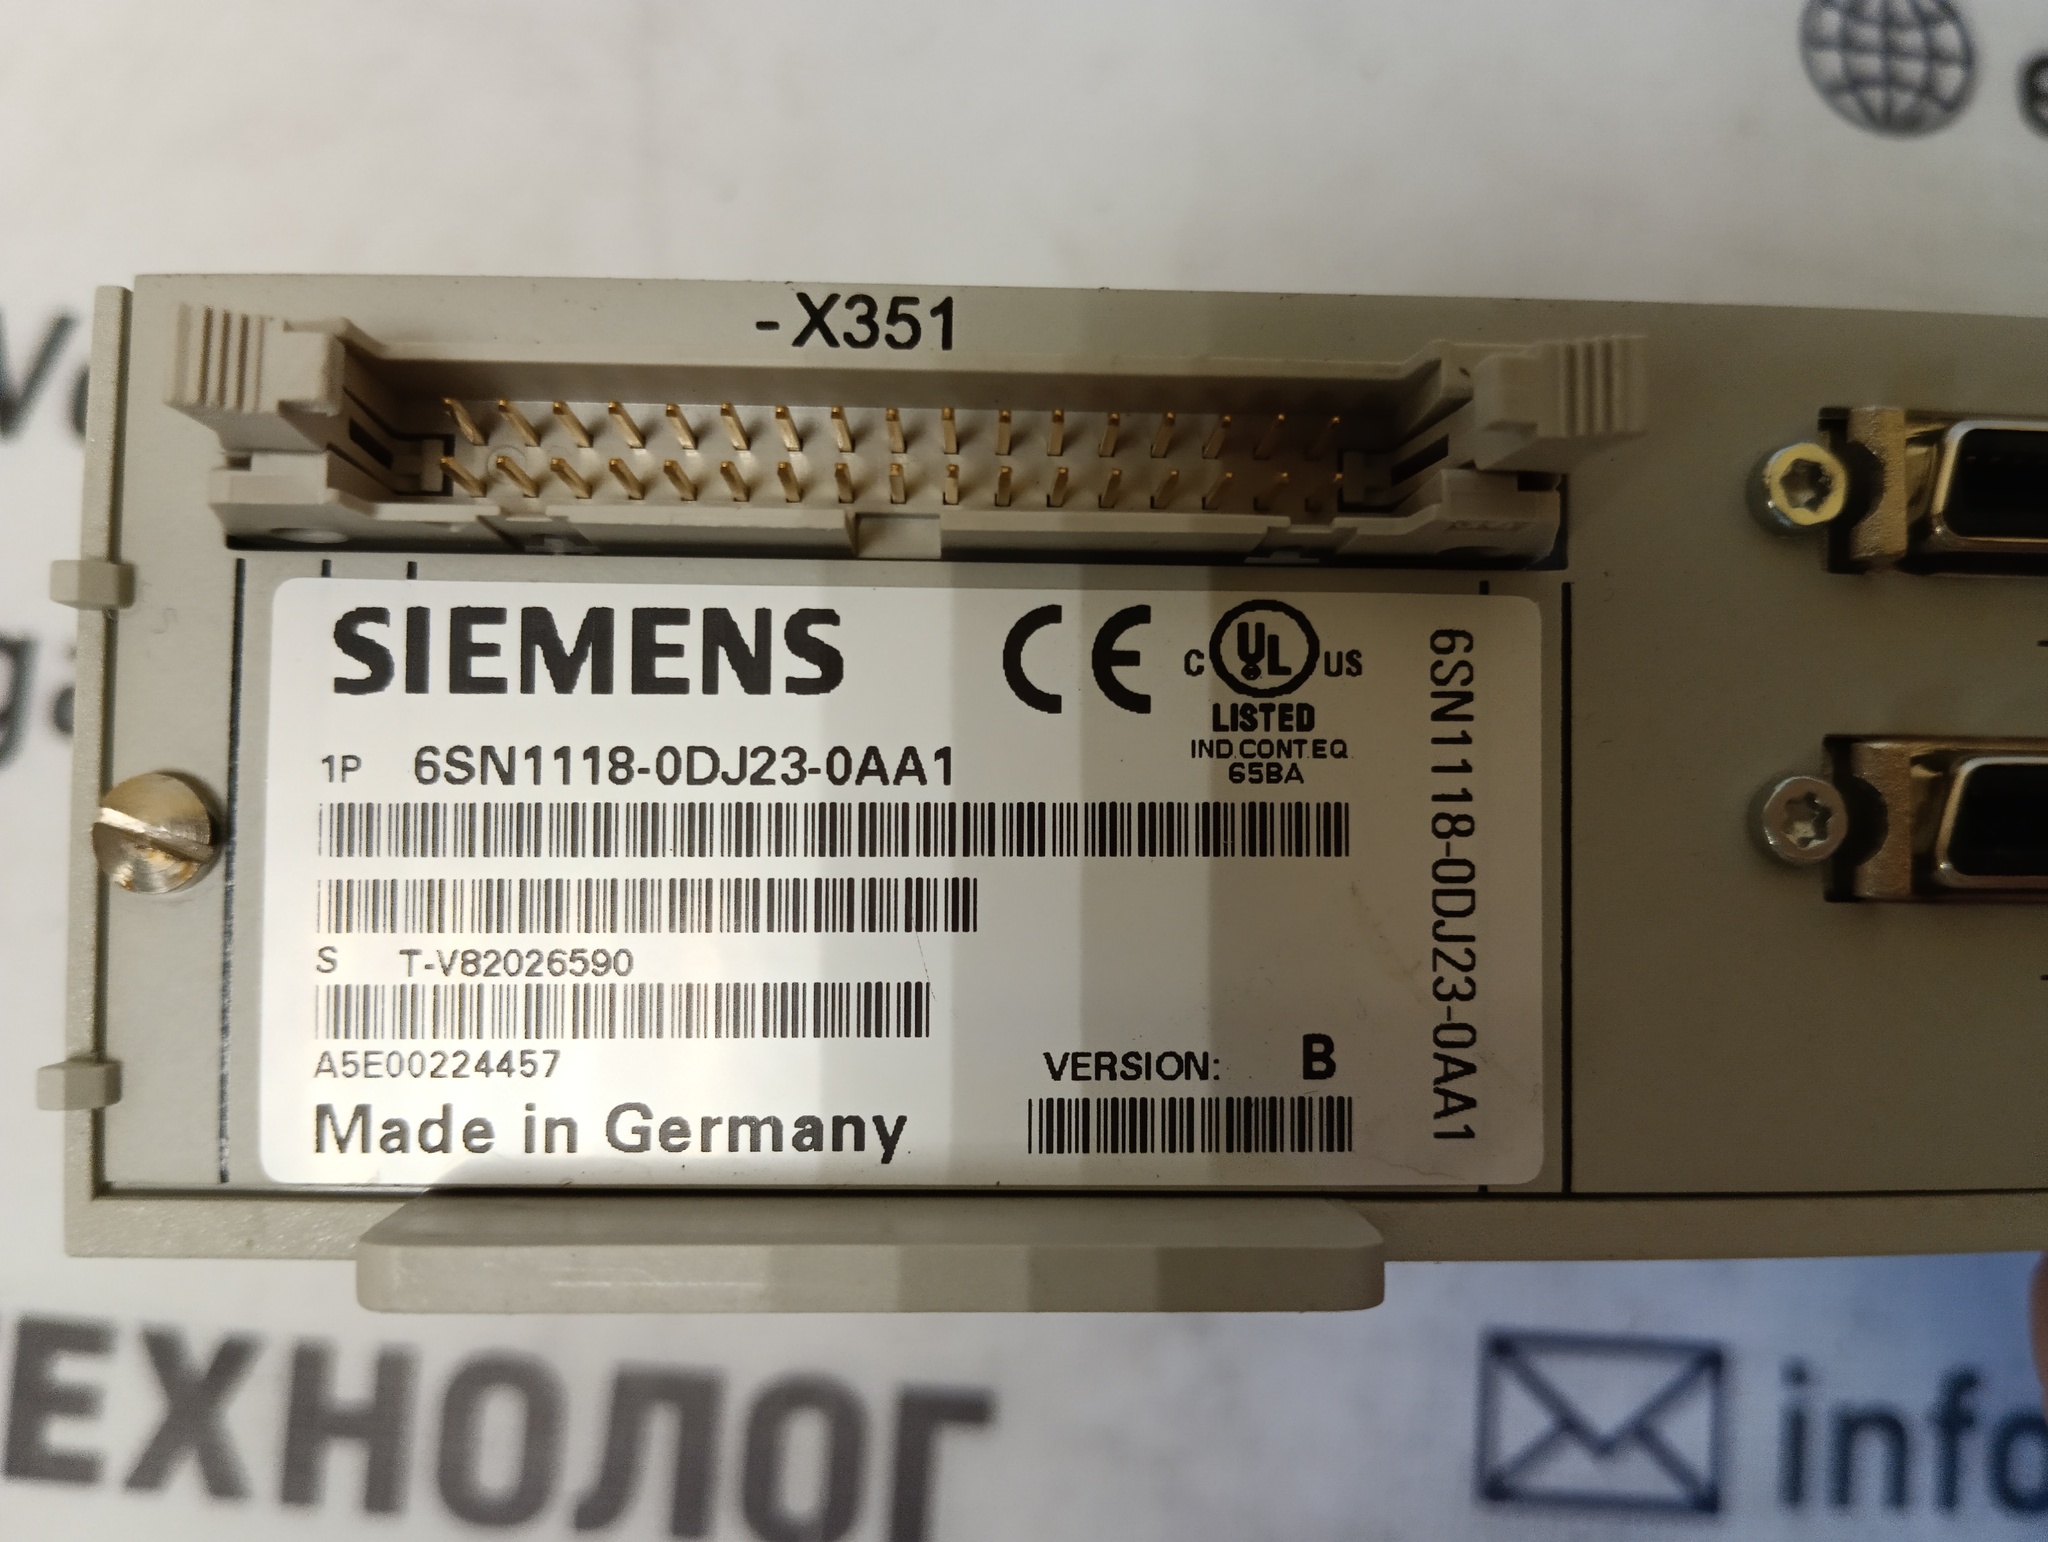 -X351
SIEMENS
CE
C UL US
LISTED
IND.CONT.EQ.
65BA
1P 6SN1118-0DJ23-0AA1
S T-V82026590
A5E00224457
VERSION: B
Made in Germany
6SN1118-0DJ23-0AA1
ТЕХНОЛОГ
info